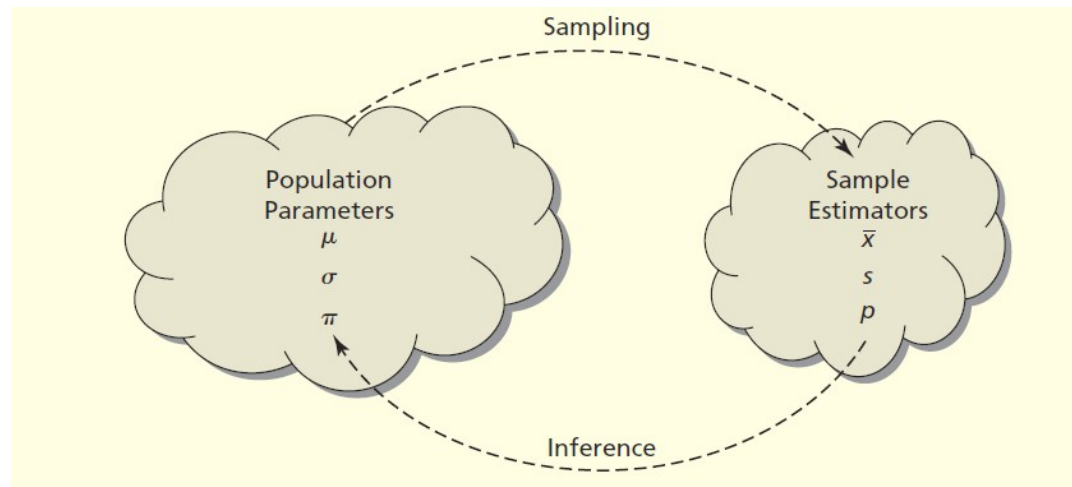 Sampling
Population
Parameters
μ
σ
π
Sample
Estimators
x̄
s
p
Inference